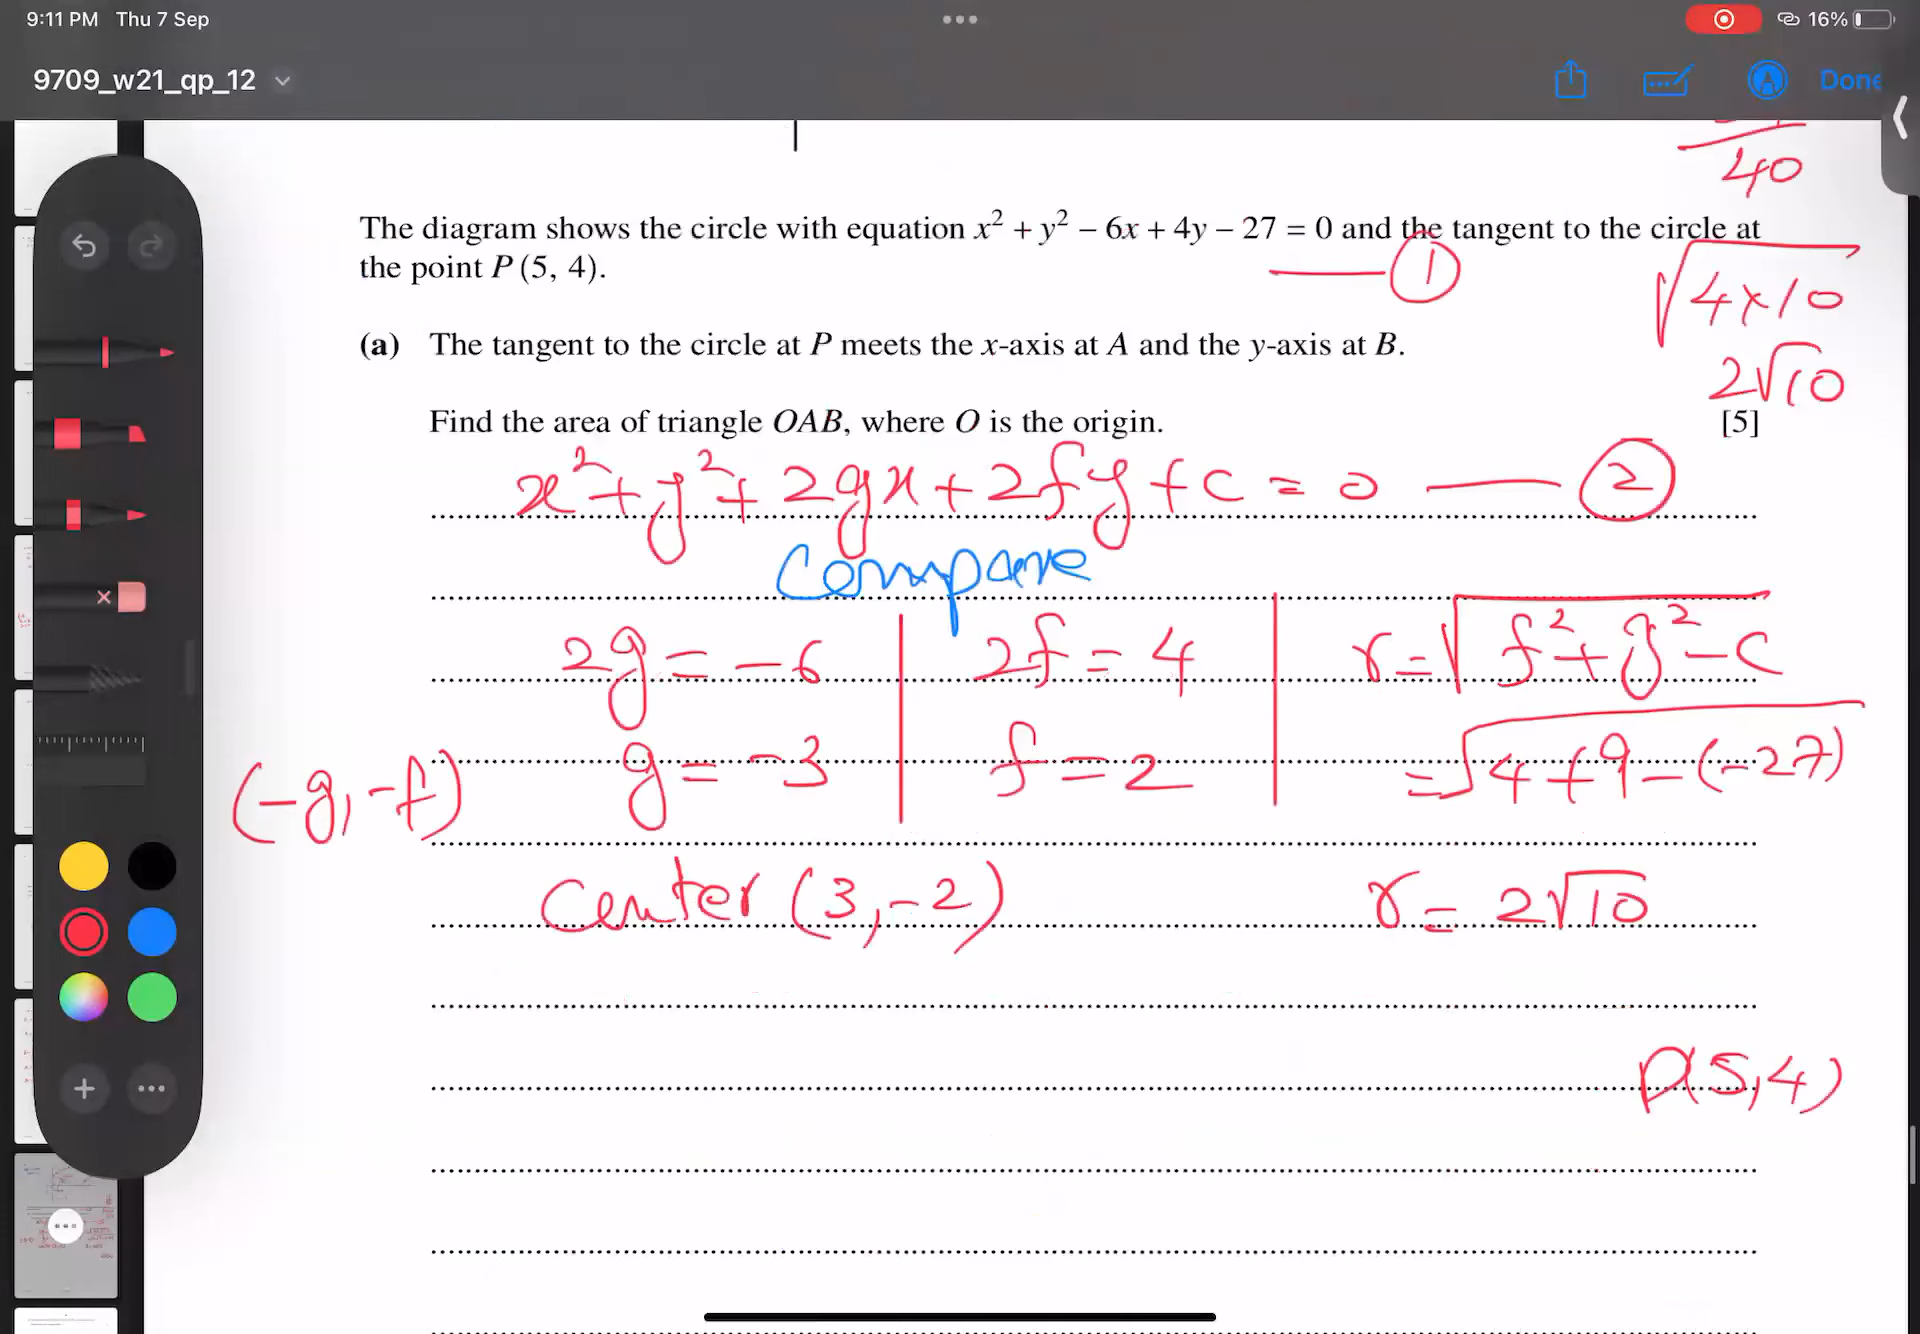 9:11 PM Thu 7 Sep
16%
9709_w21_qp_12
Done
40
The diagram shows the circle with equation x² + y² − 6x + 4y − 27 = 0 and the tangent to the circle at
the point P (5, 4).
①
√4×10
(a) The tangent to the circle at P meets the x-axis at A and the y-axis at B.
2√10
Find the area of triangle OAB, where O is the origin. [5]
x² + y² + 2gx + 2fy + c = 0 — ②
Compare
2g = −6 | 2f = 4 | r = √f² + g² − c
(−g, −f) g = −3 | f = 2 | = √4 + 9 − (−27)
Center (3, −2) r = 2√10
P(5,4)